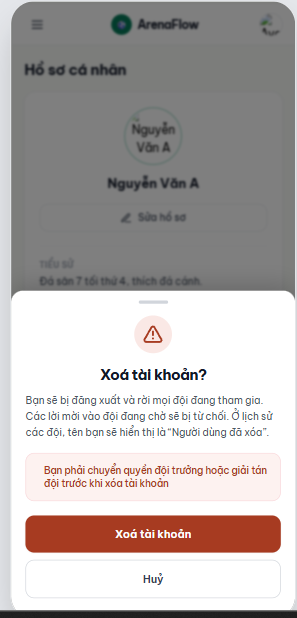 ArenaFlow
Hồ sơ cá nhân
Nguyễn
Văn A
Nguyễn Văn A
Sửa hồ sơ
TIỂU SỬ
Đá sân 7 tối thứ 4, thích đá cánh.
Xoá tài khoản?
Bạn sẽ bị đăng xuất và rời mọi đội đang tham gia.
Các lời mời vào đội đang chờ sẽ bị từ chối. Ở lịch sử
các đội, tên bạn sẽ hiển thị là “Người dùng đã xóa”.
Bạn phải chuyển quyền đội trưởng hoặc giải tán
đội trước khi xóa tài khoản
Xoá tài khoản
Huỷ